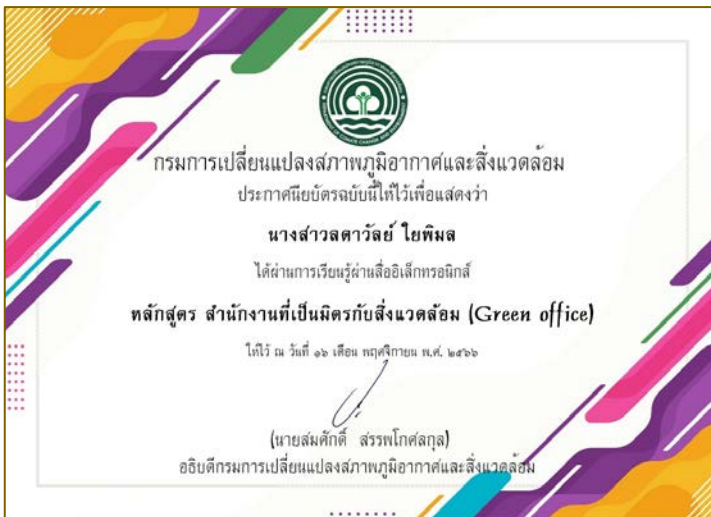 กรมการเปลี่ยนแปลงสภาพภูมิอากาศและสิ่งแวดล้อม
ประกาศนียบัตรฉบับนี้ให้ไว้เพื่อแสดงว่า
นางสาวลดาวัลย์ ใยพิมล
ได้ผ่านการเรียนรู้ผ่านสื่ออิเล็กทรอนิกส์
หลักสูตร สำนักงานที่เป็นมิตรกับสิ่งแวดล้อม (Green office)
ให้ไว้ ณ วันที่ ๑๖ เดือน พฤศจิกายน พ.ศ. ๒๕๖๖
(นายสมศักดิ์ สรรพโกศลกุล)
อธิบดีกรมการเปลี่ยนแปลงสภาพภูมิอากาศและสิ่งแวดล้อม